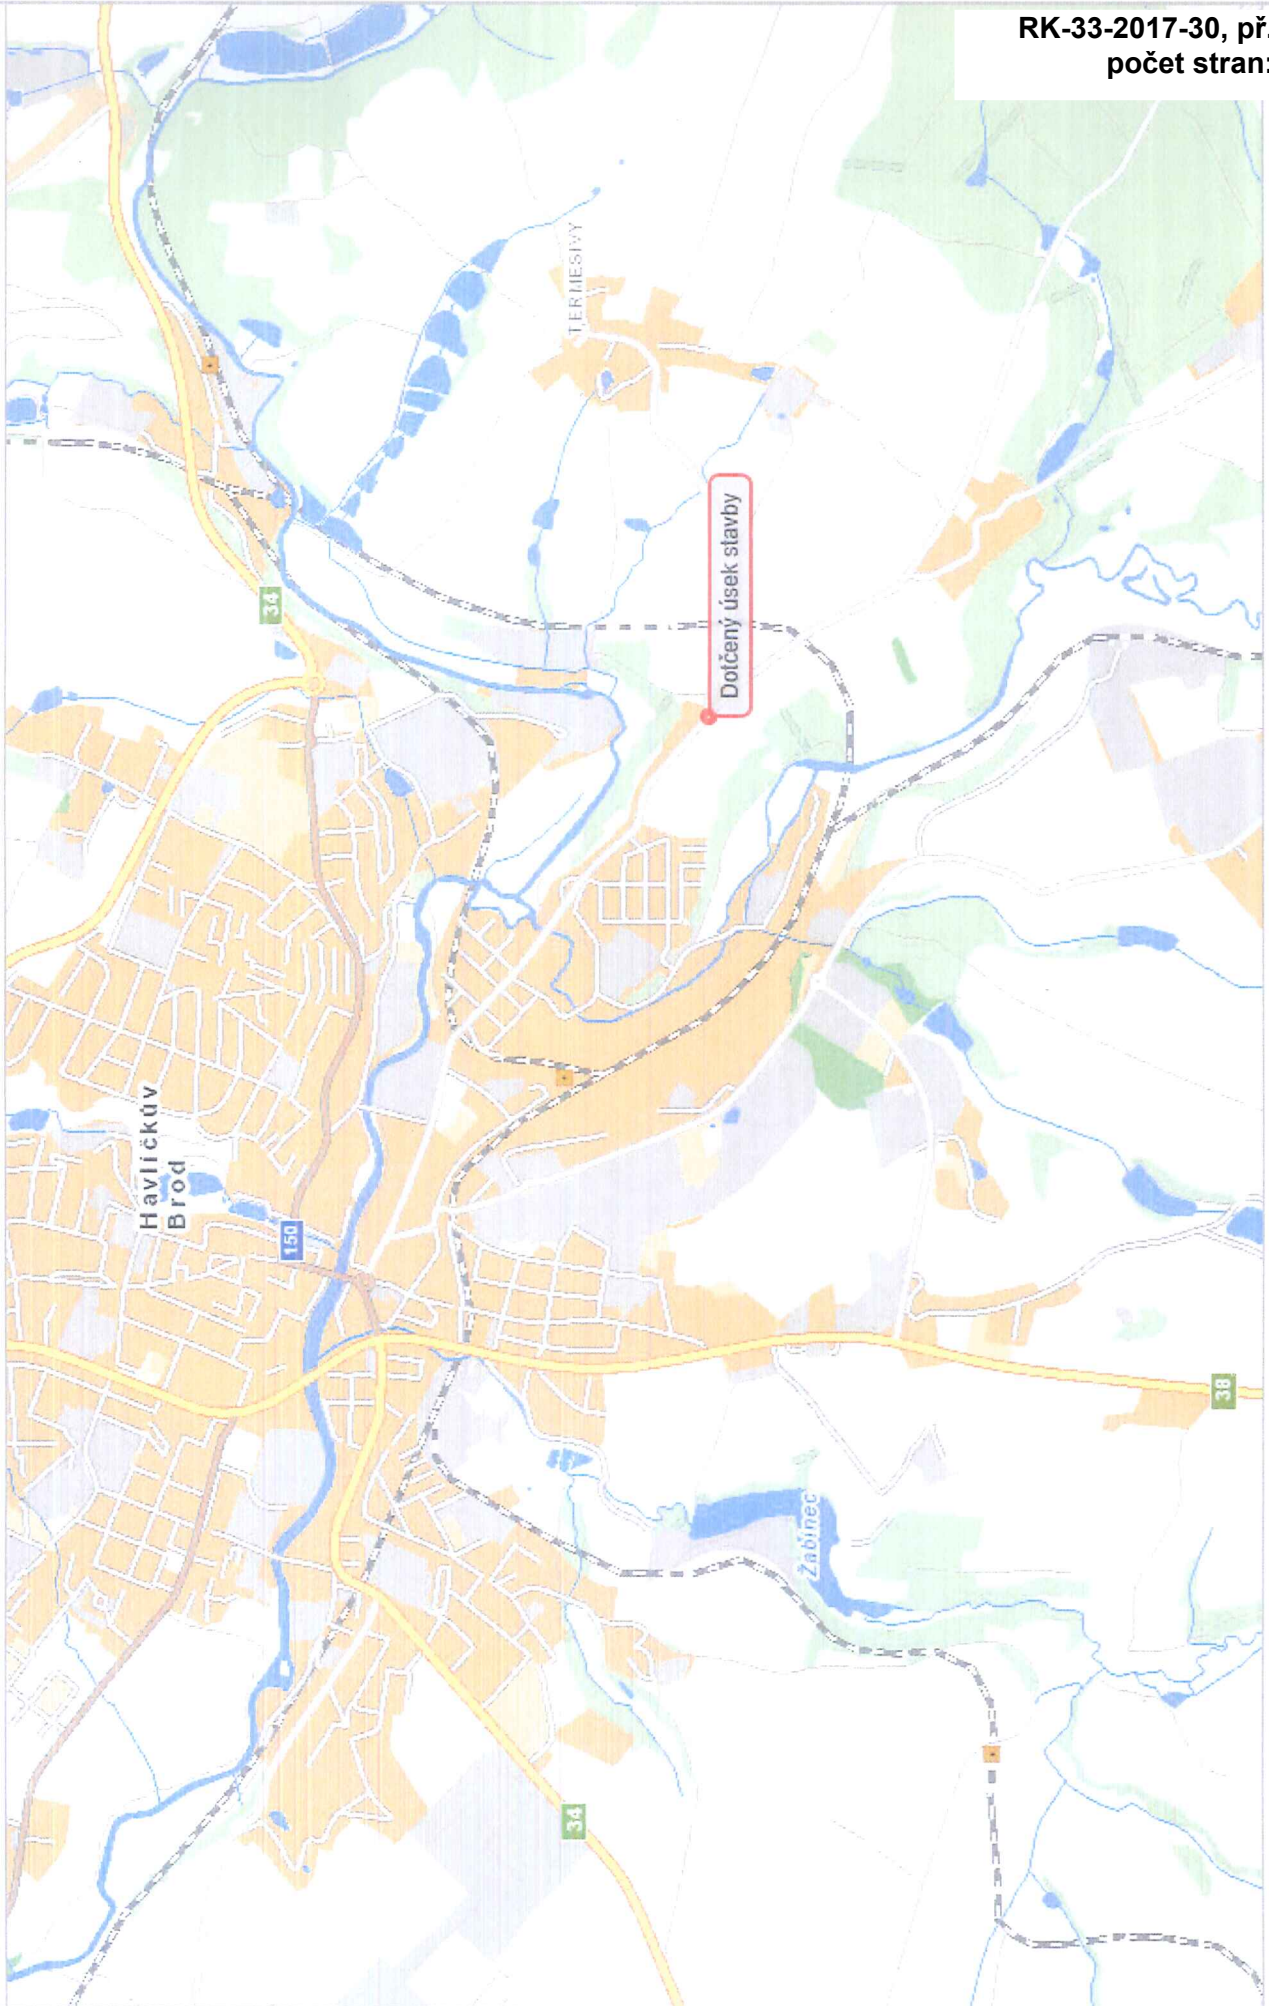 RK-33-2017-30, př.
počet stran:
TERMESIVY
Dotčený úsek stavby
34
Havlíčkův
Brod
150
38
Žabinec
34